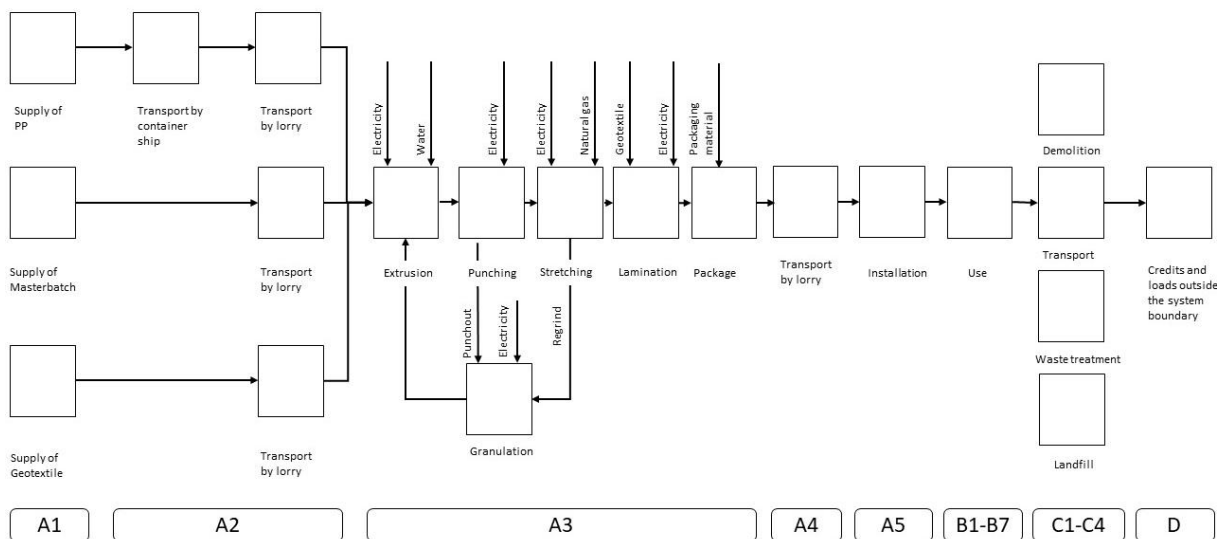 Supply of
PP
Transport by
container
ship
Transport
by lorry
Electricity
Water
Electricity
Electricity
Natural gas
Geotextile
Electricity
Packaging
material
Demolition
Supply of
Masterbatch
Transport
by lorry
Extrusion
Punching
Stretching
Lamination
Package
Transport
by lorry
Installation
Use
Transport
Credits and
loads outside
the system
boundary
Punchout
Electricity
Regrind
Waste treatment
Granulation
Supply of
Geotextile
Transport
by lorry
Landfill
A1
A2
A3
A4
A5
B1-B7
C1-C4
D